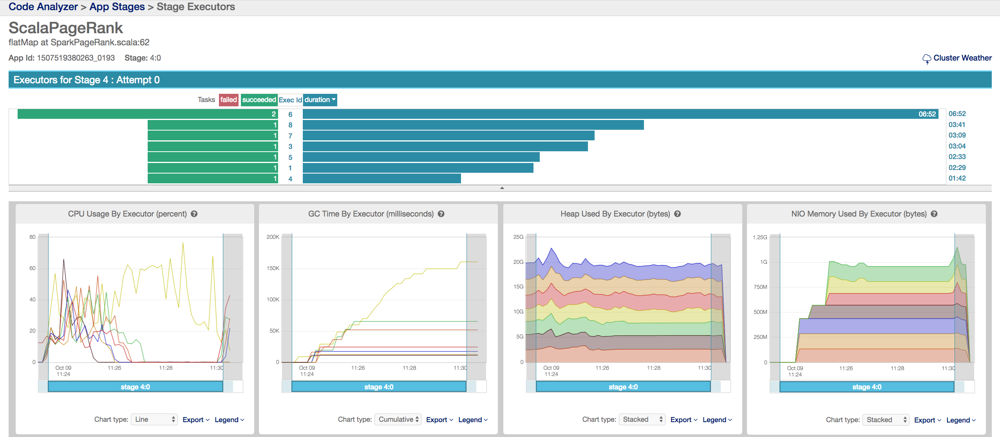 Code Analyzer > App Stages > Stage Executors
ScalaPageRank
flatMap at SparkPageRank.scala:62
App Id: 1507519380263_0193 Stage: 4:0
Cluster Weather
Executors for Stage 4 : Attempt 0
Tasks failed succeeded Exec Id duration
2 6 06:52 06:52
1 8 03:41
1 7 03:09
1 3 03:04
1 5 02:33
1 1 02:29
1 4 01:42
CPU Usage By Executor (percent) ?
80
60
40
20
0
Oct 09 11:26 11:28 11:30
11:24
stage 4:0
Chart type: Line Export Legend
GC Time By Executor (milliseconds) ?
200K
150K
100K
50K
0
Oct 09 11:26 11:28 11:30
11:24
stage 4:0
Chart type: Cumulative Export Legend
Heap Used By Executor (bytes) ?
25G
20G
15G
10G
5G
0
Oct 09 11:26 11:28 11:30
11:24
stage 4:0
Chart type: Stacked Export Legend
NIO Memory Used By Executor (bytes) ?
1.25G
1G
750M
500M
250M
0
Oct 09 11:26 11:28 11:30
11:24
stage 4:0
Chart type: Stacked Export Legend